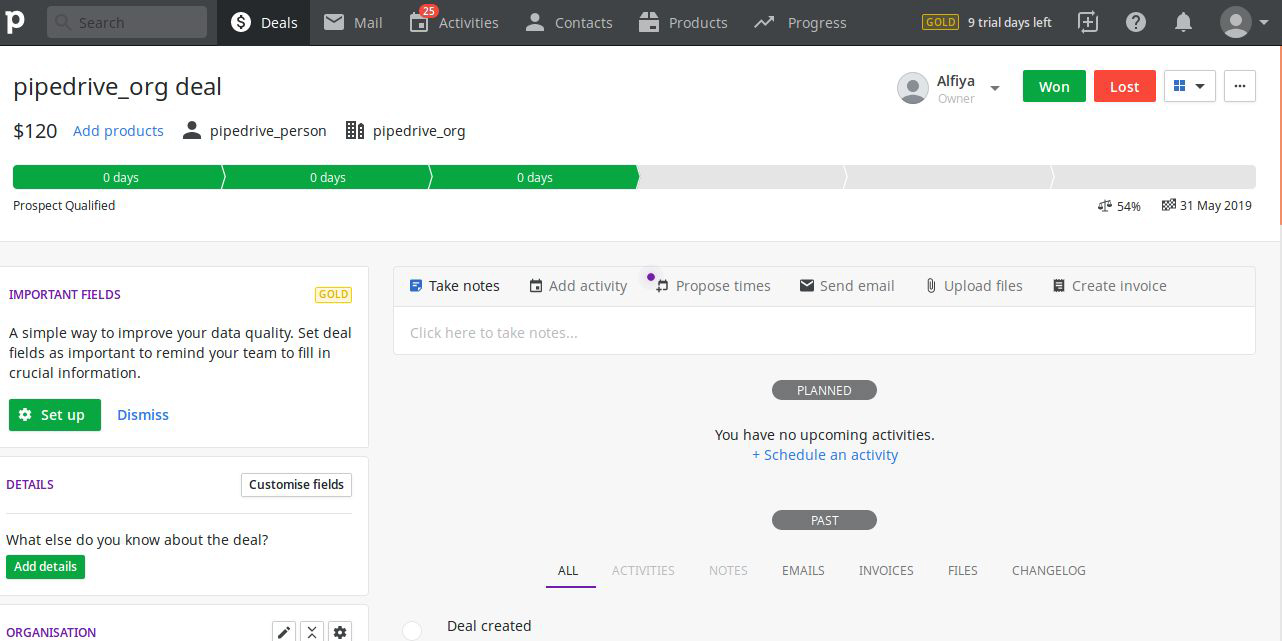 p Search Deals Mail 25 Activities Contacts Products Progress GOLD 9 trial days left
pipedrive_org deal
Alfiya
Owner
Won Lost
$120 Add products pipedrive_person pipedrive_org
0 days 0 days 0 days
Prospect Qualified 54% 31 May 2019
IMPORTANT FIELDS GOLD
A simple way to improve your data quality. Set deal
fields as important to remind your team to fill in
crucial information.
Set up Dismiss
DETAILS Customise fields
What else do you know about the deal?
Add details
ORGANISATION
Take notes Add activity Propose times Send email Upload files Create invoice
Click here to take notes...
PLANNED
You have no upcoming activities.
+ Schedule an activity
PAST
ALL ACTIVITIES NOTES EMAILS INVOICES FILES CHANGELOG
Deal created